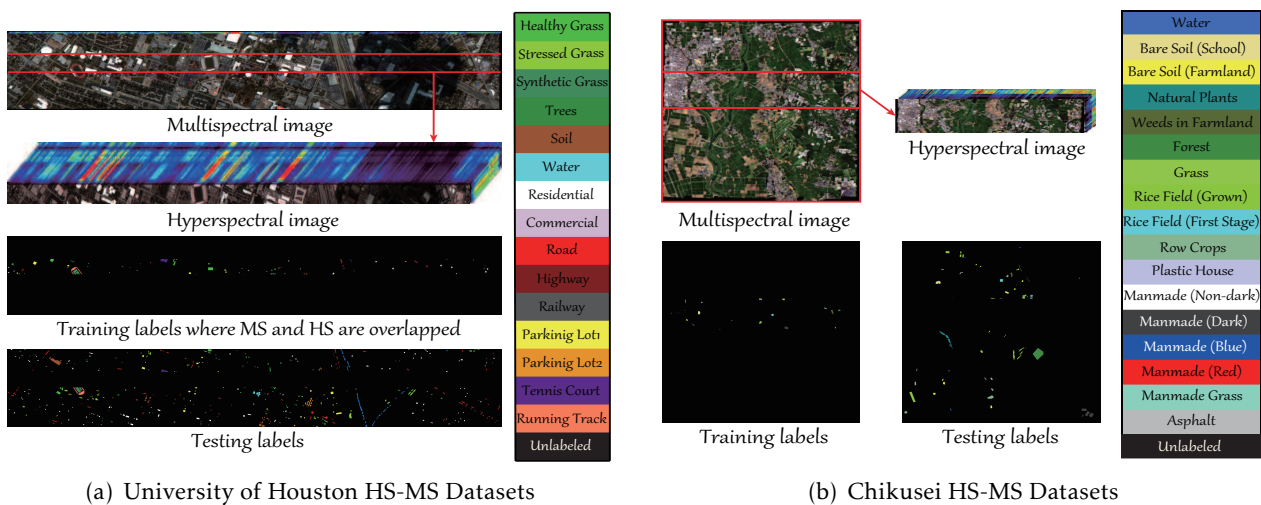 Multispectral image
Hyperspectral image
Training labels where MS and HS are overlapped
Testing labels
Healthy Grass
Stressed Grass
Synthetic Grass
Trees
Soil
Water
Residential
Commercial
Road
Highway
Railway
Parkinig Lot1
Parkinig Lot2
Tennis Court
Running Track
Unlabeled
(a) University of Houston HS-MS Datasets
Multispectral image
Hyperspectral image
Training labels
Testing labels
Water
Bare Soil (School)
Bare Soil (Farmland)
Natural Plants
Weeds in Farmland
Forest
Grass
Rice Field (Grown)
Rice Field (First Stage)
Row Crops
Plastic House
Manmade (Non-dark)
Manmade (Dark)
Manmade (Blue)
Manmade (Red)
Manmade Grass
Asphalt
Unlabeled
(b) Chikusei HS-MS Datasets